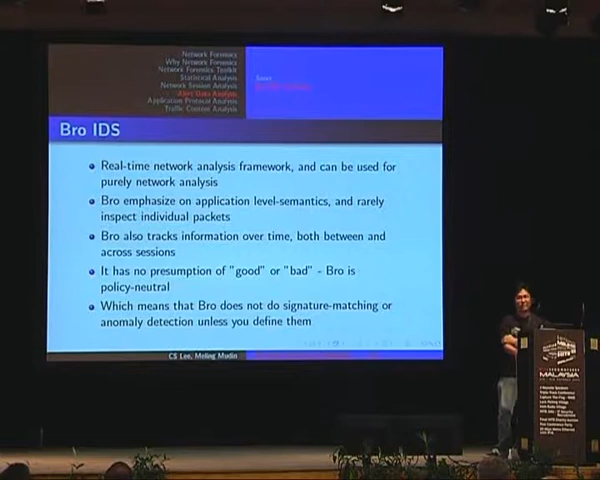 Network Forensics
Why Network Forensics
Network Forensics Toolkit
Statistical Analysis
Network Session Analysis
Alert Data Analysis
Application Protocol Analysis
Traffic Content Analysis
Bro IDS
Real-time network analysis framework, and can be used for
purely network analysis
Bro emphasize on application level-semantics, and rarely
inspect individual packets
Bro also tracks information over time, both between and
across sessions
It has no presumption of "good" or "bad" - Bro is
policy-neutral
Which means that Bro does not do signature-matching or
anomaly detection unless you define them
CS Lee, Meling Mudin
MALAYSIA